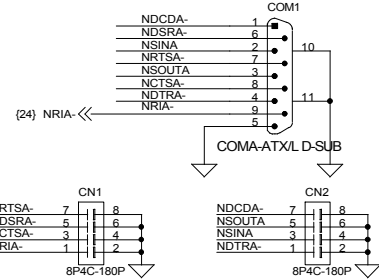 COM1
NDCDA- 1
NDSRA- 6
NSINA 2 10
NRTSA- 7
NSOUTA 3
NCTSA- 8
NDTRA- 4 11
{24} NRIA- NRIA- 9
5
COMA-ATX/L D-SUB
CN1
RTSA- 7 8
DSRA- 5 6
CTSA- 3 4
RIA- 1 2
8P4C-180P
CN2
NDCDA- 7 8
NSOUTA 5 6
NSINA 3 4
NDTRA- 1 2
8P4C-180P